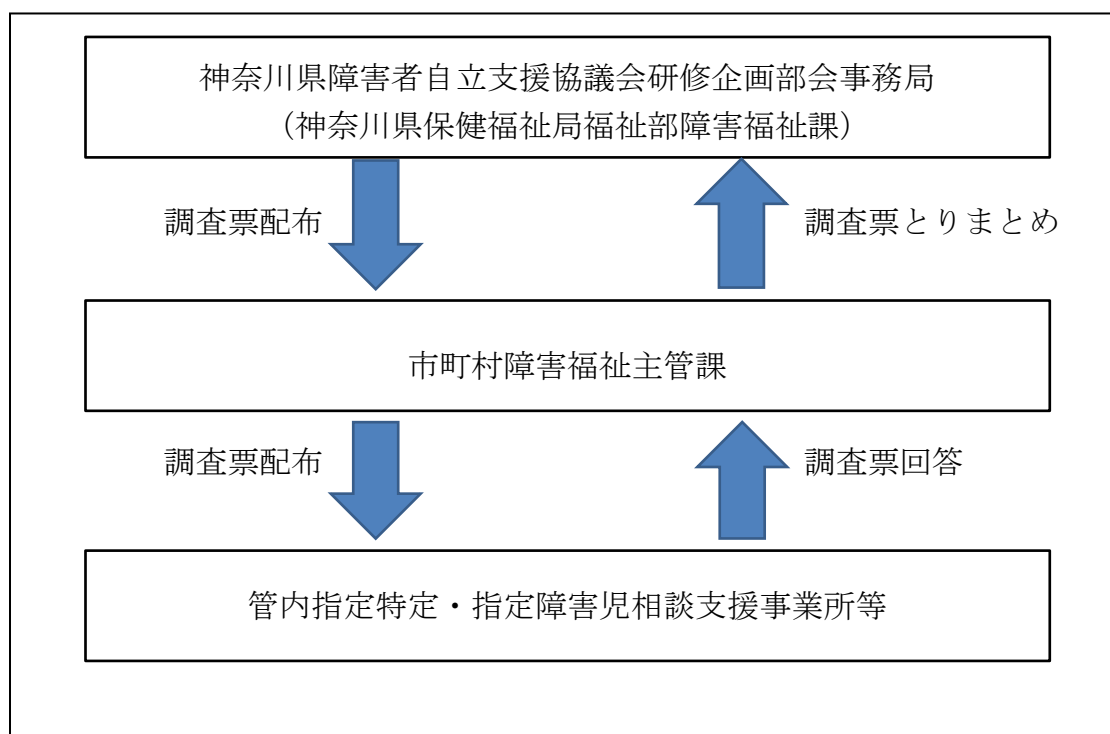 神奈川県障害者自立支援協議会研修企画部会事務局
（神奈川県保健福祉局福祉部障害福祉課）
調査票配布
調査票とりまとめ
市町村障害福祉主管課
調査票配布
調査票回答
管内指定特定・指定障害児相談支援事業所等